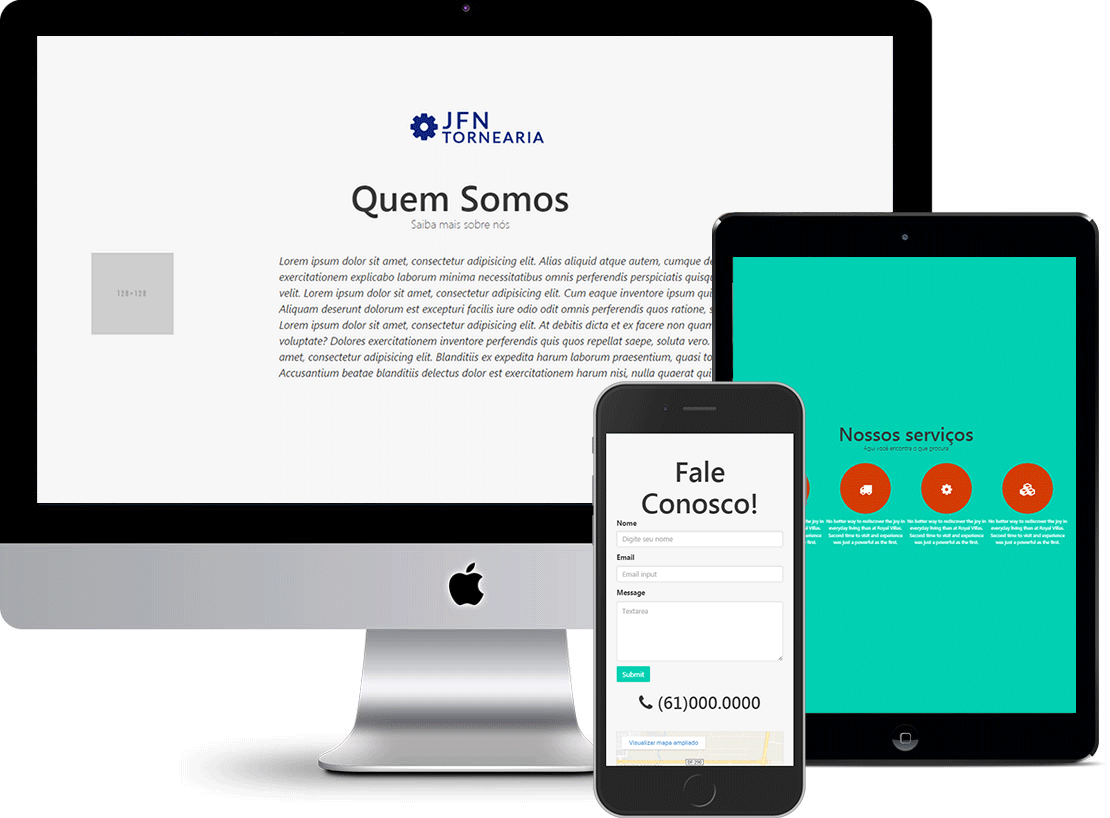 JFN
TORNEARIA
Quem Somos
Saiba mais sobre nós
128×128
Lorem ipsum dolor sit amet, consectetur adipisicing elit. Alias aliquid atque autem, cumque de
exercitationem explicabo laborum minima necessitatibus omnis perferendis perspiciatis quisqu
velit. Lorem ipsum dolor sit amet, consectetur adipisicing elit. Cum eaque inventore ipsum qui
Aliquam deserunt dolorum est excepturi facilis iure odio odit omnis perferendis quos ratione, s
Lorem ipsum dolor sit amet, consectetur adipisicing elit. At debitis dicta et ex facere non quam
voluptate? Dolores exercitationem inventore perferendis quis quos repellat saepe, soluta vero.
amet, consectetur adipisicing elit. Blanditiis ex expedita harum laborum praesentium, quasi to
Accusantium beatae blanditiis delectus dolor est exercitationem harum nisi, nulla quaerat qui
Nossos serviços
Aqui você encontra o que procura
the joy in No better way to rediscover the joy in No better way to rediscover the joy in No better way to rediscover the joy in
Villas. everyday living than at Royal Villas. everyday living than at Royal Villas. everyday living than at Royal Villas.
Second time to visit and experience Second time to visit and experience Second time to visit and experience
the first. was just a powerful as the first. was just a powerful as the first. was just a powerful as the first.
Fale
Conosco!
Nome
Digite seu nome
Email
Email input
Message
Textarea
Submit
(61)000.0000
Visualizar mapa ampliado
DF-290